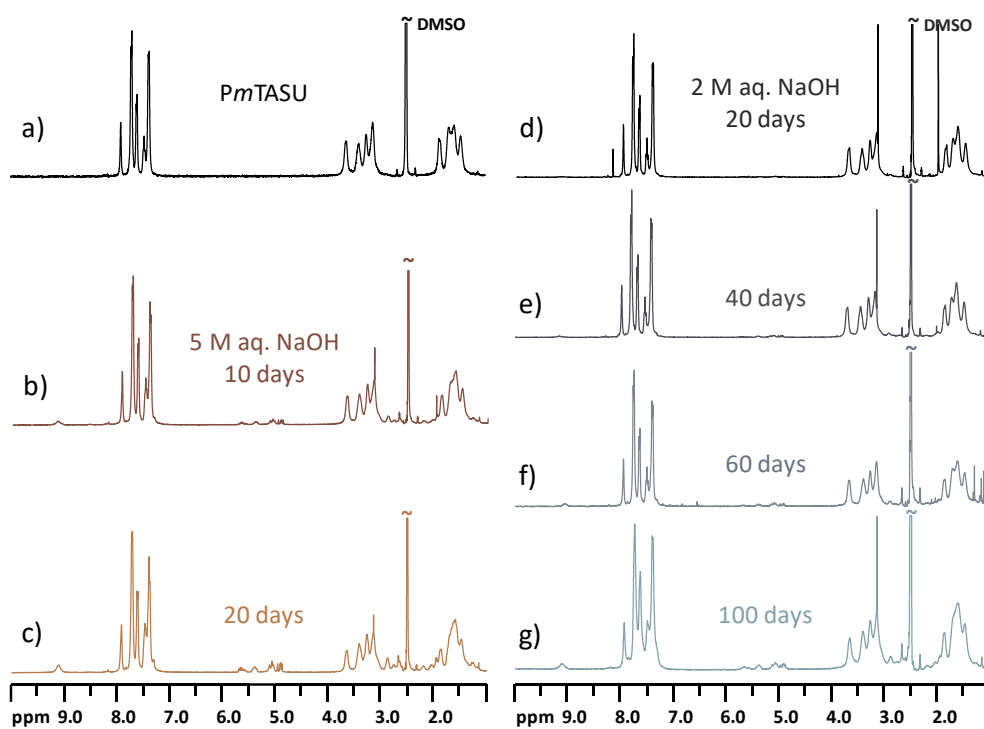 ~ DMSO
PmTASU
a)
5 M aq. NaOH
10 days
~
b)
20 days
~
c)
ppm 9.0 8.0 7.0 6.0 5.0 4.0 3.0 2.0
~ DMSO
2 M aq. NaOH
20 days
d)
~
40 days
e)
~
60 days
f)
~
100 days
g)
ppm 9.0 8.0 7.0 6.0 5.0 4.0 3.0 2.0